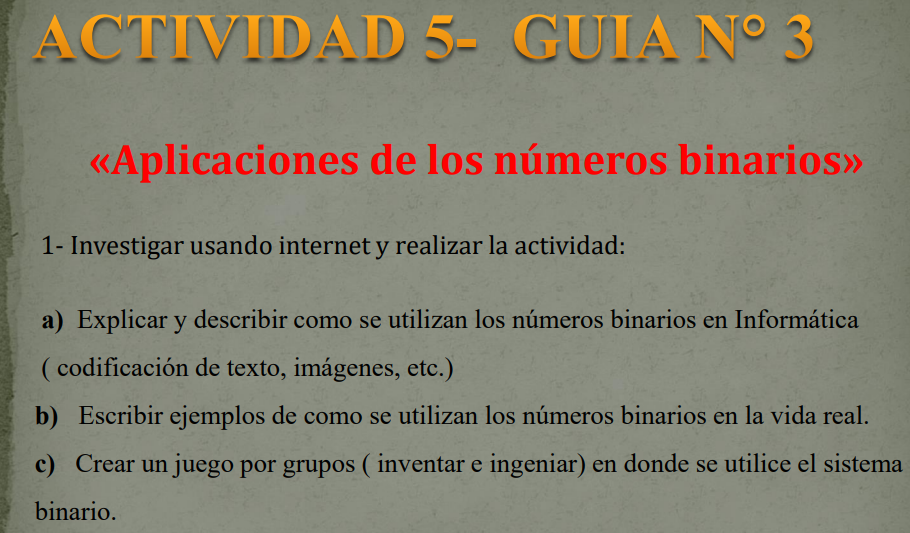 ACTIVIDAD 5- GUIA N° 3
«Aplicaciones de los números binarios»
1- Investigar usando internet y realizar la actividad:
a) Explicar y describir como se utilizan los números binarios en Informática
( codificación de texto, imágenes, etc.)
b) Escribir ejemplos de como se utilizan los números binarios en la vida real.
c) Crear un juego por grupos ( inventar e ingeniar) en donde se utilice el sistema
binario.